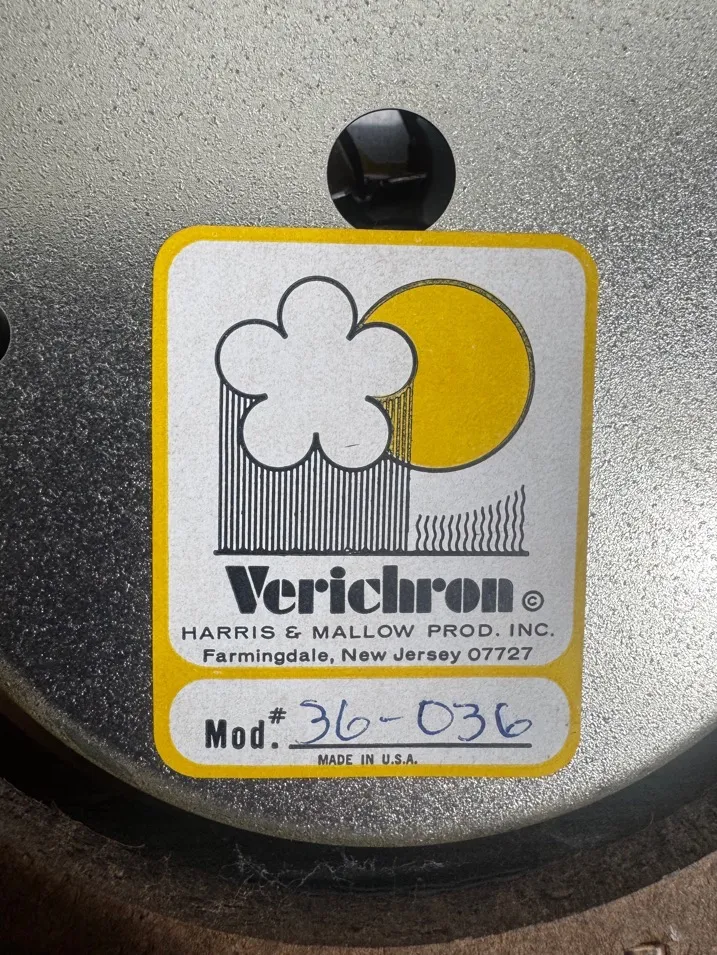 Verichron ©
HARRIS & MALLOW PROD. INC.
Farmingdale, New Jersey 07727
Mod.# 36-036
MADE IN U.S.A.